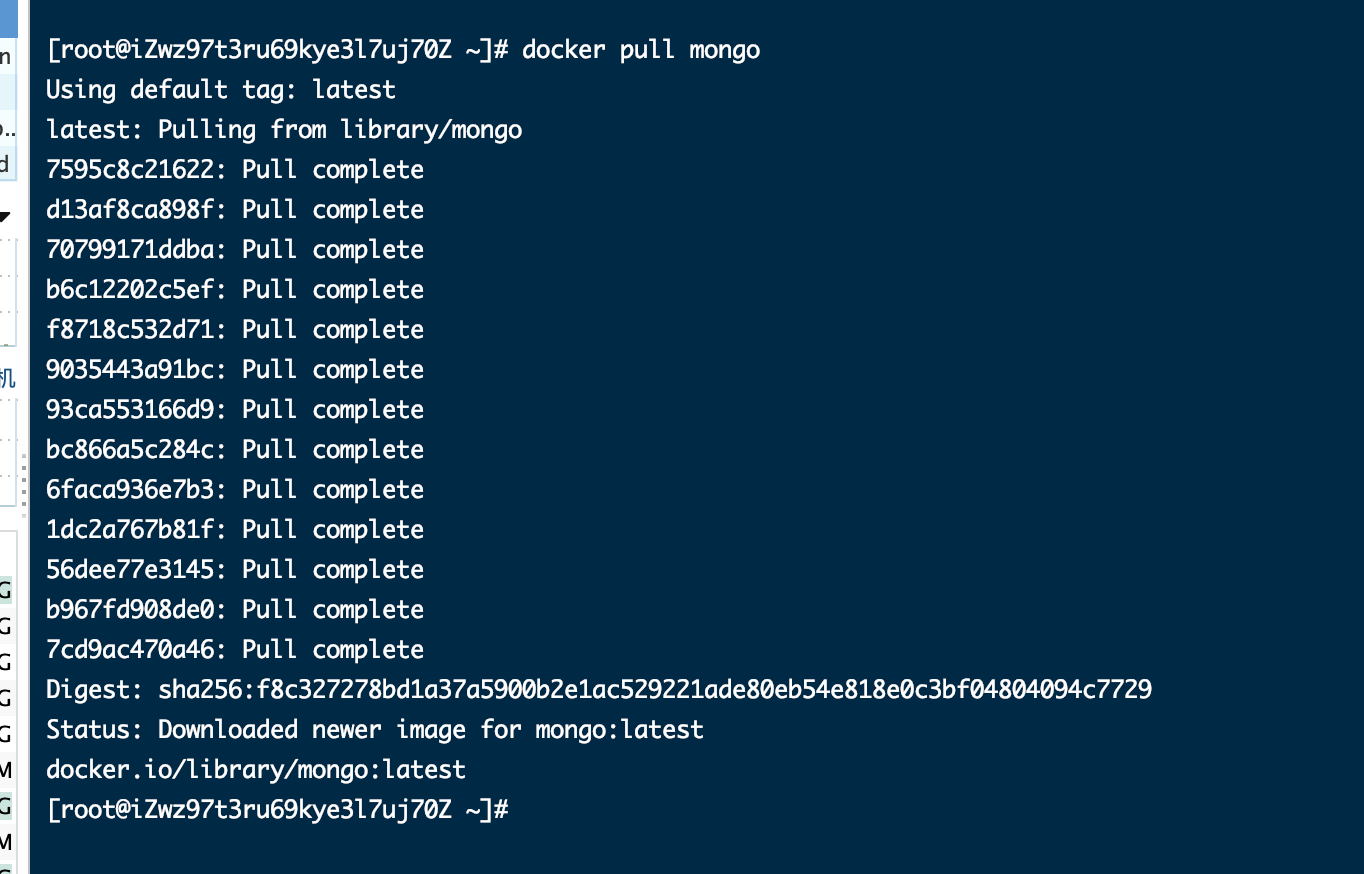 [root@iZwz97t3ru69kye3l7uj70Z ~]# docker pull mongo
Using default tag: latest
latest: Pulling from library/mongo
7595c8c21622: Pull complete
d13af8ca898f: Pull complete
70799171ddba: Pull complete
b6c12202c5ef: Pull complete
f8718c532d71: Pull complete
9035443a91bc: Pull complete
93ca553166d9: Pull complete
bc866a5c284c: Pull complete
6faca936e7b3: Pull complete
1dc2a767b81f: Pull complete
56dee77e3145: Pull complete
b967fd908de0: Pull complete
7cd9ac470a46: Pull complete
Digest: sha256:f8c327278bd1a37a5900b2e1ac529221ade80eb54e818e0c3bf04804094c7729
Status: Downloaded newer image for mongo:latest
docker.io/library/mongo:latest
[root@iZwz97t3ru69kye3l7uj70Z ~]#